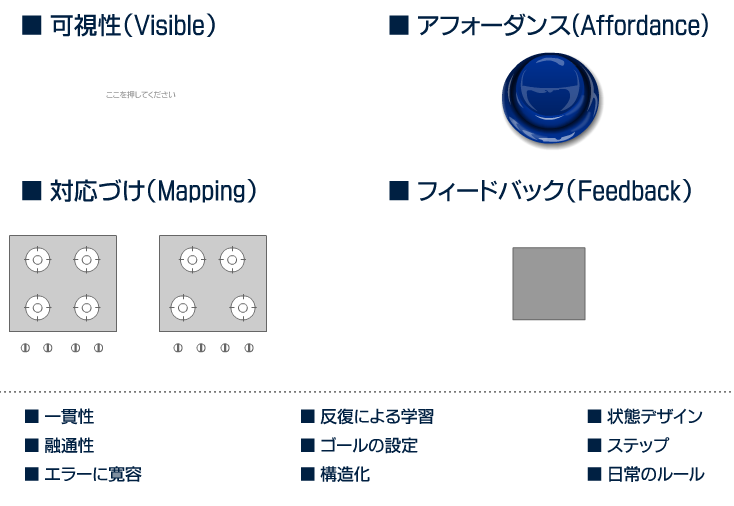 ■ 可視性(Visible)
ここを押してください
■ アフォーダンス(Affordance)
■ 対応づけ(Mapping)
■ フィードバック(Feedback)
■ 一貫性
■ 融通性
■ エラーに寛容
■ 反復による学習
■ ゴールの設定
■ 構造化
■ 状態デザイン
■ ステップ
■ 日常のルール